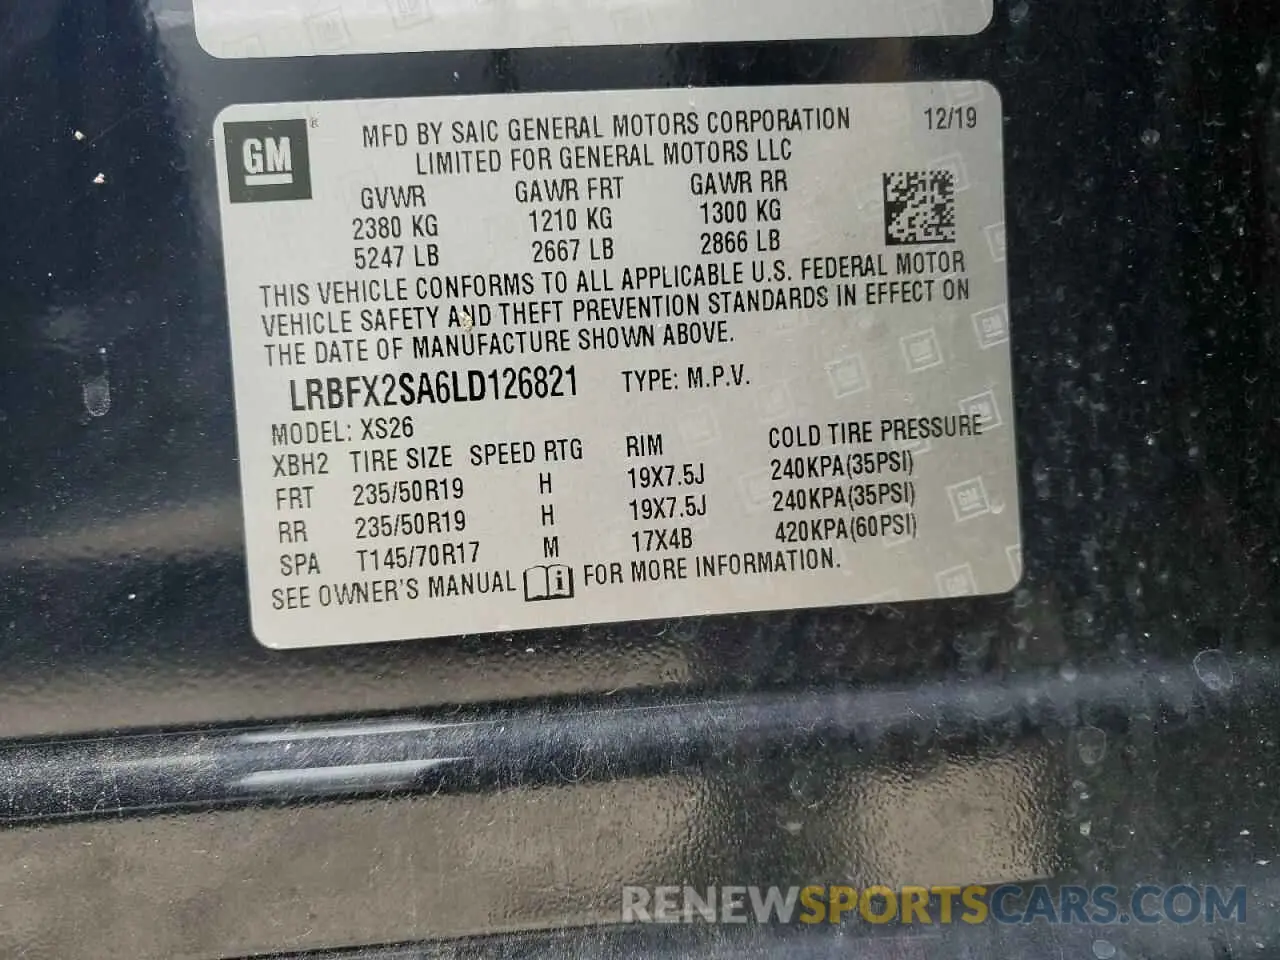 GM ®
MFD BY SAIC GENERAL MOTORS CORPORATION 12/19
LIMITED FOR GENERAL MOTORS LLC
GVWR GAWR FRT GAWR RR
2380 KG 1210 KG 1300 KG
5247 LB 2667 LB 2866 LB
THIS VEHICLE CONFORMS TO ALL APPLICABLE U.S. FEDERAL MOTOR
VEHICLE SAFETY AND THEFT PREVENTION STANDARDS IN EFFECT ON
THE DATE OF MANUFACTURE SHOWN ABOVE.
LRBFX2SA6LD126821 TYPE: M.P.V.
MODEL: XS26
XBH2 TIRE SIZE SPEED RTG RIM COLD TIRE PRESSURE
FRT 235/50R19 H 19X7.5J 240KPA(35PSI)
RR 235/50R19 H 19X7.5J 240KPA(35PSI)
SPA T145/70R17 M 17X4B 420KPA(60PSI)
SEE OWNER'S MANUAL i FOR MORE INFORMATION.
RENEWSPORTSCARS.COM